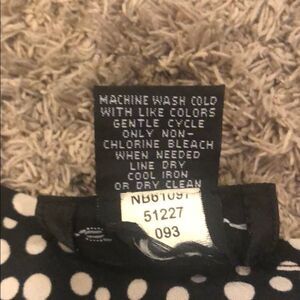 MACHINE WASH COLD
WITH LIKE COLORS
GENTLE CYCLE
ONLY NON-
CHLORINE BLEACH
WHEN NEEDED
LINE DRY
COOL IRON
OR DRY CLEAN
NB61097
51227
093